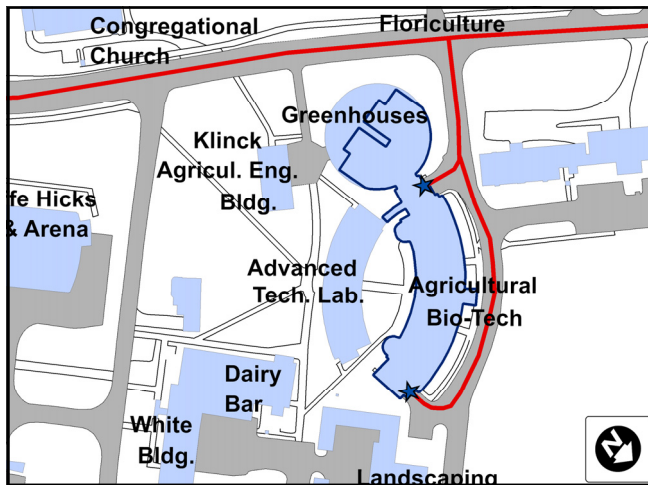 Congregational
Church
Floriculture
Greenhouses
Klinck
Agricul. Eng.
Bldg.
fe Hicks
& Arena
Advanced
Tech. Lab.
Agricultural
Bio-Tech
Dairy
Bar
White
Bldg.
Landscaping
N